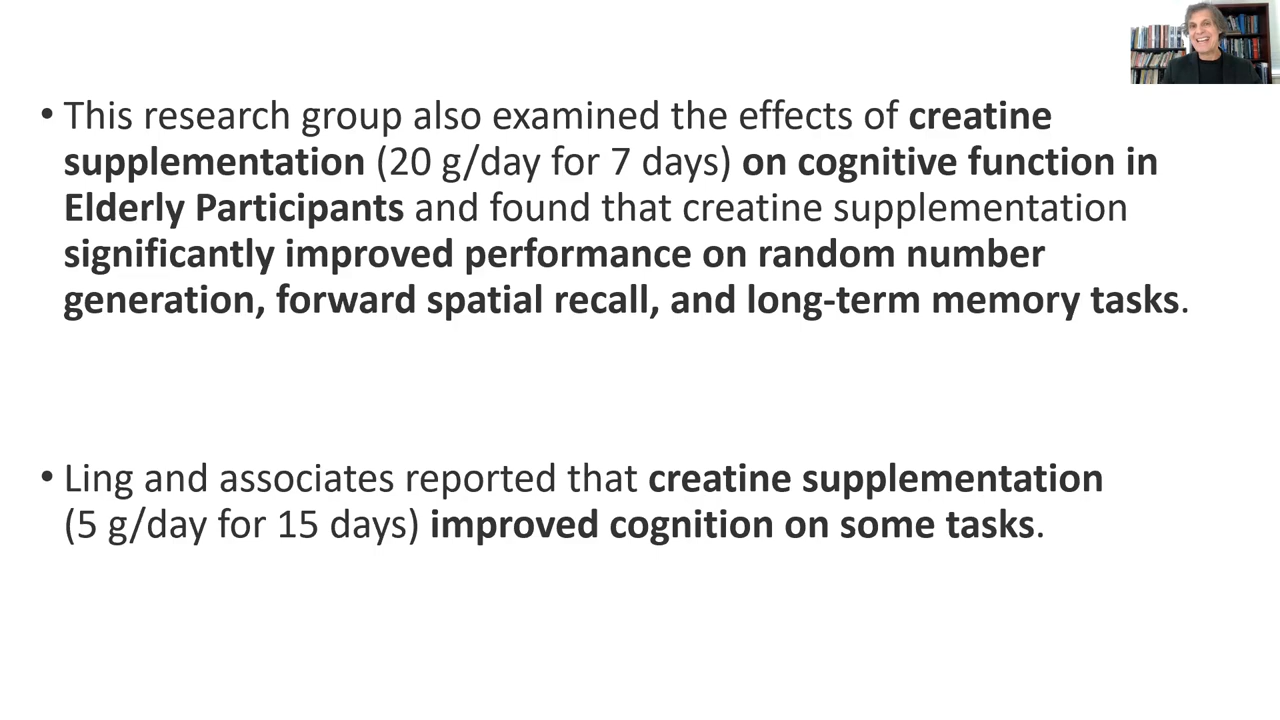 • This research group also examined the effects of creatine
supplementation (20 g/day for 7 days) on cognitive function in
Elderly Participants and found that creatine supplementation
significantly improved performance on random number
generation, forward spatial recall, and long-term memory tasks.
• Ling and associates reported that creatine supplementation
(5 g/day for 15 days) improved cognition on some tasks.